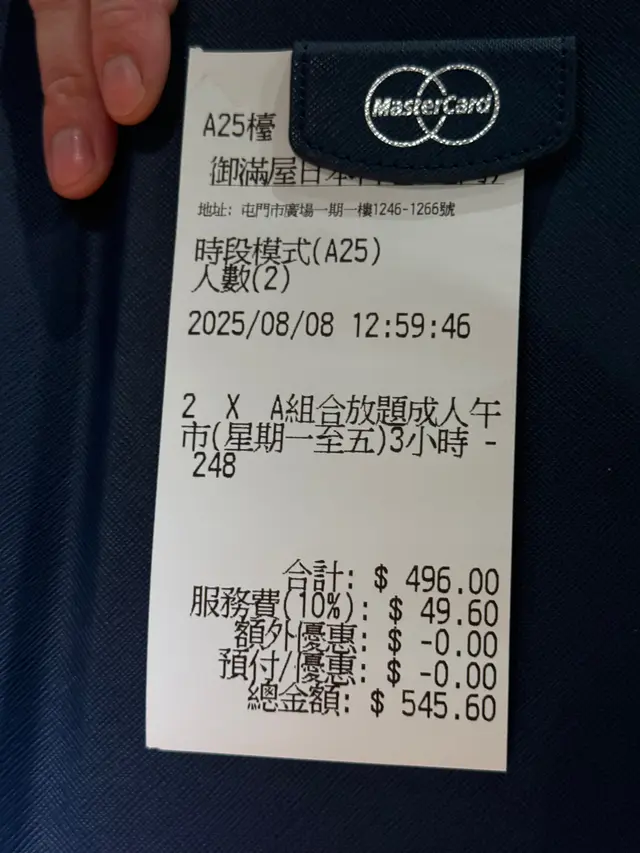 MasterCard
A25檯
御滿屋日本
地址: 屯門市廣場一期一樓1246-1266號
時段模式(A25)
人數(2)
2025/08/08 12:59:46
2 X A組合放題成人午
市(星期一至五)3小時 -
248
合計: $ 496.00
服務費(10%): $ 49.60
額外優惠: $ -0.00
預付/優惠: $ -0.00
總金額: $ 545.60